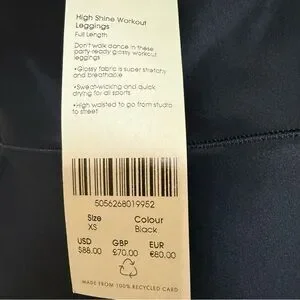 High Shine Workout
Leggings
Full Length
Don't walk dance in these
party-ready glossy workout
leggings
•Glossy fabric is super stretchy
and breathable
•Sweat-wicking and quick
drying for all sports
•High waisted to go from studio
to street
5056268019952
Size Colour
XS Black
USD GBP EUR
$88.00 £70.00 €80.00
MADE FROM 100% RECYCLED CARD